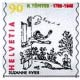 90
R. TÖPFFER · 1799-1846
HELVETIA